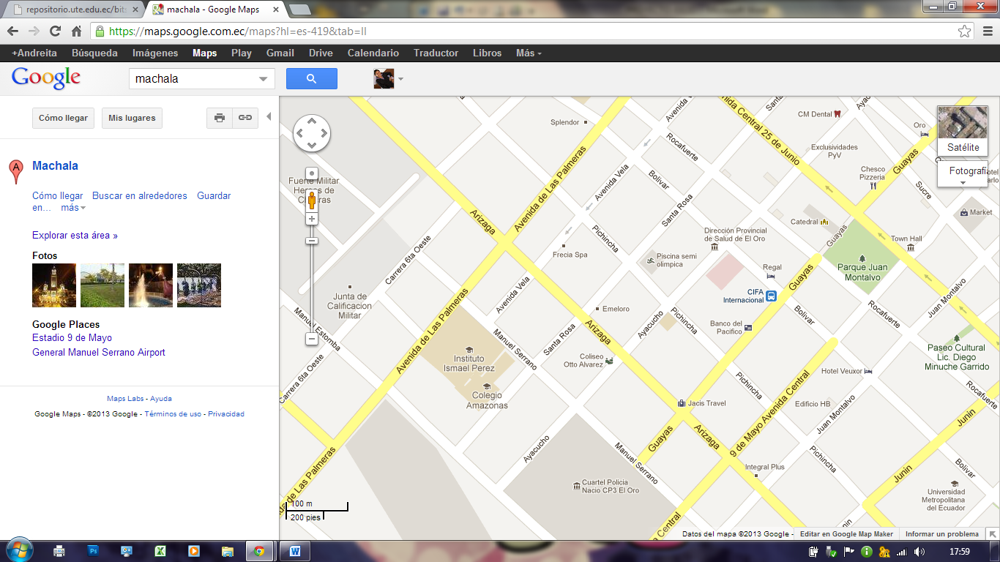 repositorio.ute.edu.ec/bits
machala - Google Maps
https://maps.google.com.ec/maps?hl=es-419&tab=ll
+Andreita Búsqueda Imágenes Maps Play Gmail Drive Calendario Traductor Libros Más
Google
machala
Cómo llegar
Mis lugares
A
Machala
Cómo llegar Buscar en alrededores Guardar
en... más
Explorar esta área »
Fotos
Google Places
Estadio 9 de Mayo
General Manuel Serrano Airport
Maps Labs - Ayuda
Google Maps - ©2013 Google - Términos de uso - Privacidad
Splendor
Avenida Vela
Rocafuerte
Avenida Central 25 de Junio
Santa Rosa
CM Dental
Ayacucho
Oro
Satélite
Fotografía
Exclusividades
PyV
Guayas
Chesco
Pizzeria
Sucre
Hotel
Market
Fuerte Militar
Avenida de Las Palmeras
Avenida Vela
Bolivar
Santa Rosa
Catedral
Guayas
Town Hall
Arizaga
Pichincha
Dirección Provincial
de Salud de El Oro
Carrera 6ta Oeste
Frecia Spa
Piscina semi
olimpica
Regal
Parque Juan
Montalvo
Guayas
CIFA
Internacional
Junta de
Calificacion
Militar
Avenida Vela
Emeloro
Ayacucho
Pichincha
Banco del
Pacifico
Bolivar
Rocafuerte
Juan Montalvo
Manuel Estomba
Avenida de Las Palmeras
Manuel Serrano
Santa Rosa
Arizaga
Paseo Cultural
Lic. Diego
Minuche Garrido
Instituto
Ismael Perez
Coliseo
Otto Alvarez
Carrera 6ta Oeste
Colegio
Amazonas
Hotel Veuxor
Pichincha
Rocafuerte
Jacis Travel
Edificio HB
9 de Mayo Avenida Central
Juan Montalvo
Junin
Ayacucho
Guayas
Arizaga
Manuel Serrano
Pichincha
Integral Plus
Junin
Bolivar
Cuartel Policia
Nacio CP3 El Oro
Universidad
Metropolitana
del Ecuador
da de Las Palmeras
Central
100 m
200 pies
Datos del mapa ©2013 Google - Editar en Google Map Maker Informar un problema
17:59